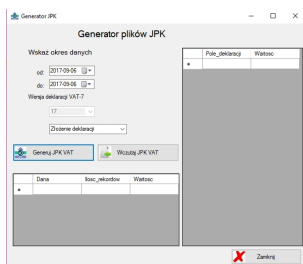 Generator JPK
Generator plików JPK
Wskaż okres danych
od: 2017-09-06
do: 2017-09-06
Wersja deklaracji VAT-7
17
Złożenie deklaracji
Generuj JPK VAT
Wczutaj JPK VAT
Dana Ilosc_rekordow Wartosc
Pole_deklaracji Wartosc
Zamknij